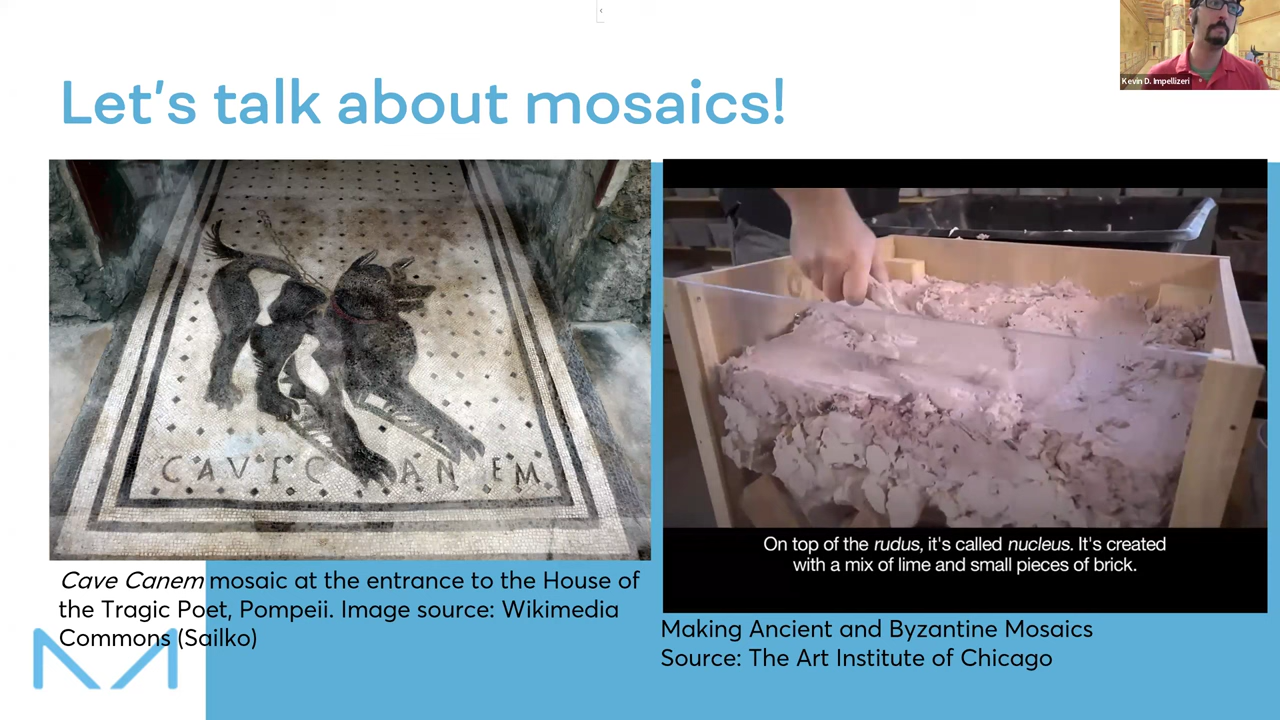 Kevin D. Impellizeri
Let's talk about mosaics!
CAVE CANEM
On top of the rudus, it's called nucleus. It's created
with a mix of lime and small pieces of brick.
Cave Canem mosaic at the entrance to the House of
the Tragic Poet, Pompeii. Image source: Wikimedia
Commons (Sailko)
Making Ancient and Byzantine Mosaics
Source: The Art Institute of Chicago